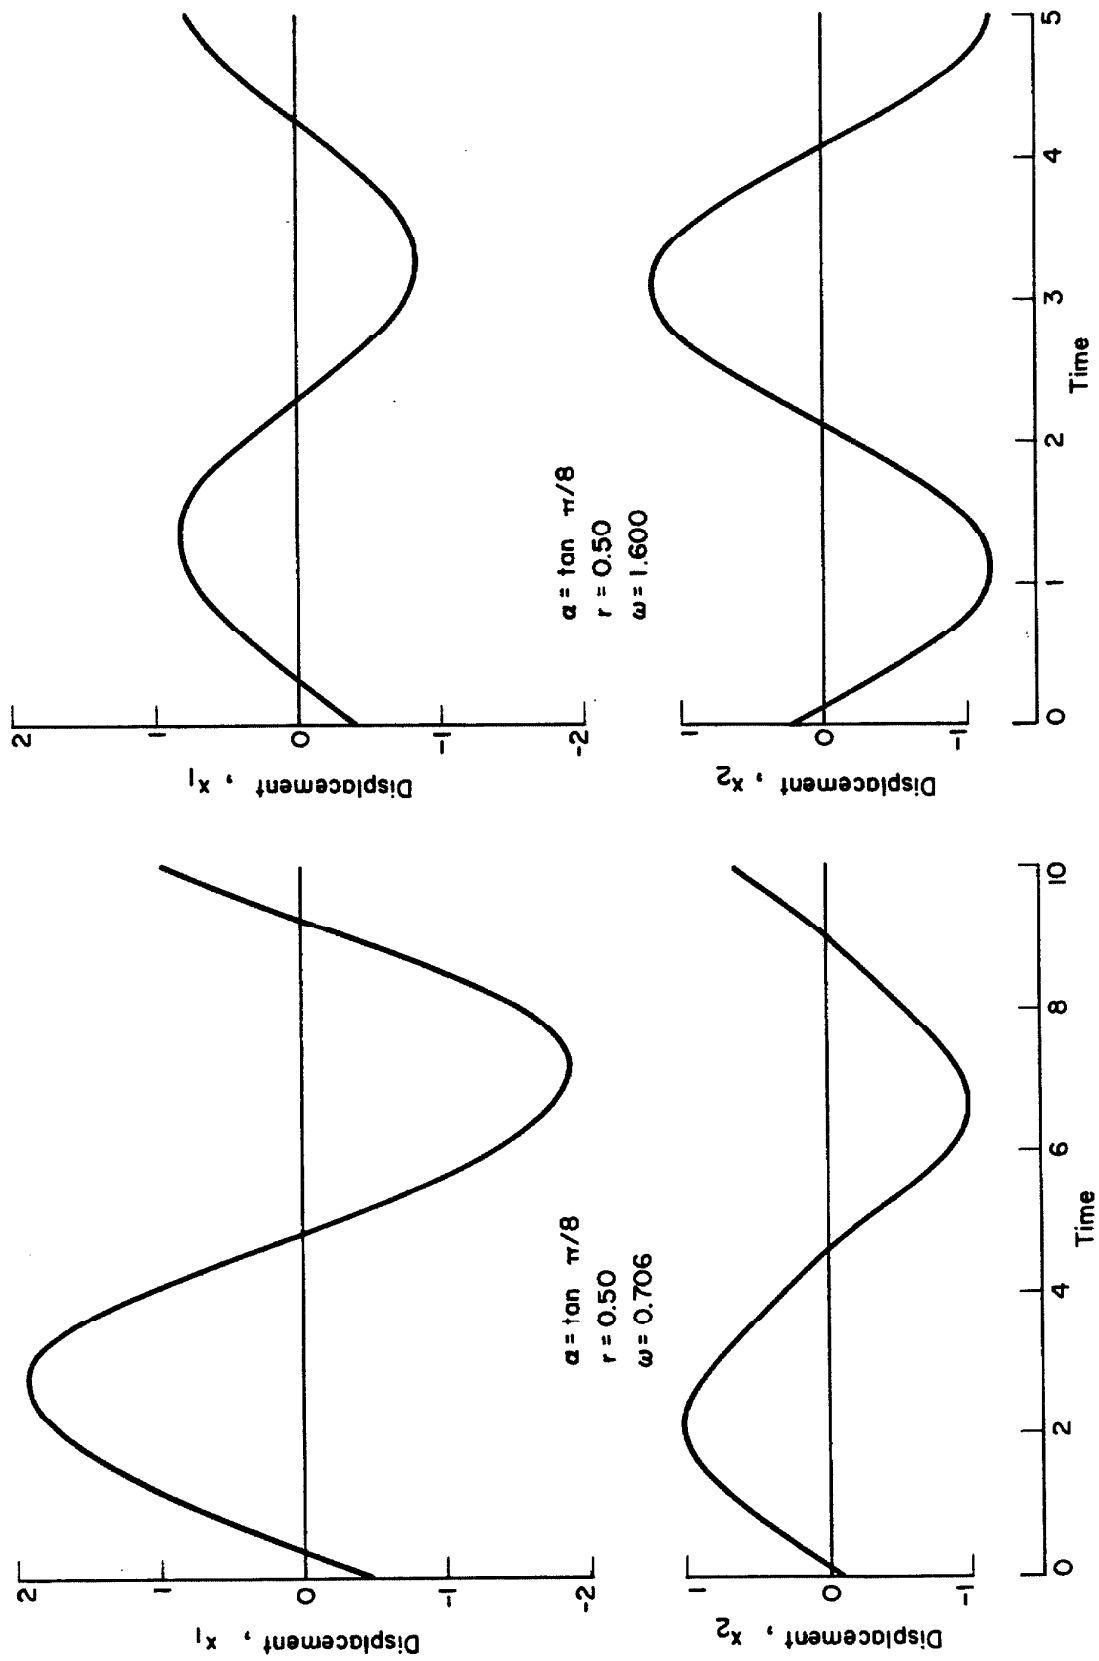 Displacement, x₁
2
1
0
-1
-2
α = tan π/8
r = 0.50
ω = 0.706
Displacement, x₂
1
0
-1
0 2 4 6 8 10
Time
Displacement, x₁
2
1
0
-1
-2
α = tan π/8
r = 0.50
ω = 1.600
Displacement, x₂
1
0
-1
0 1 2 3 4 5
Time